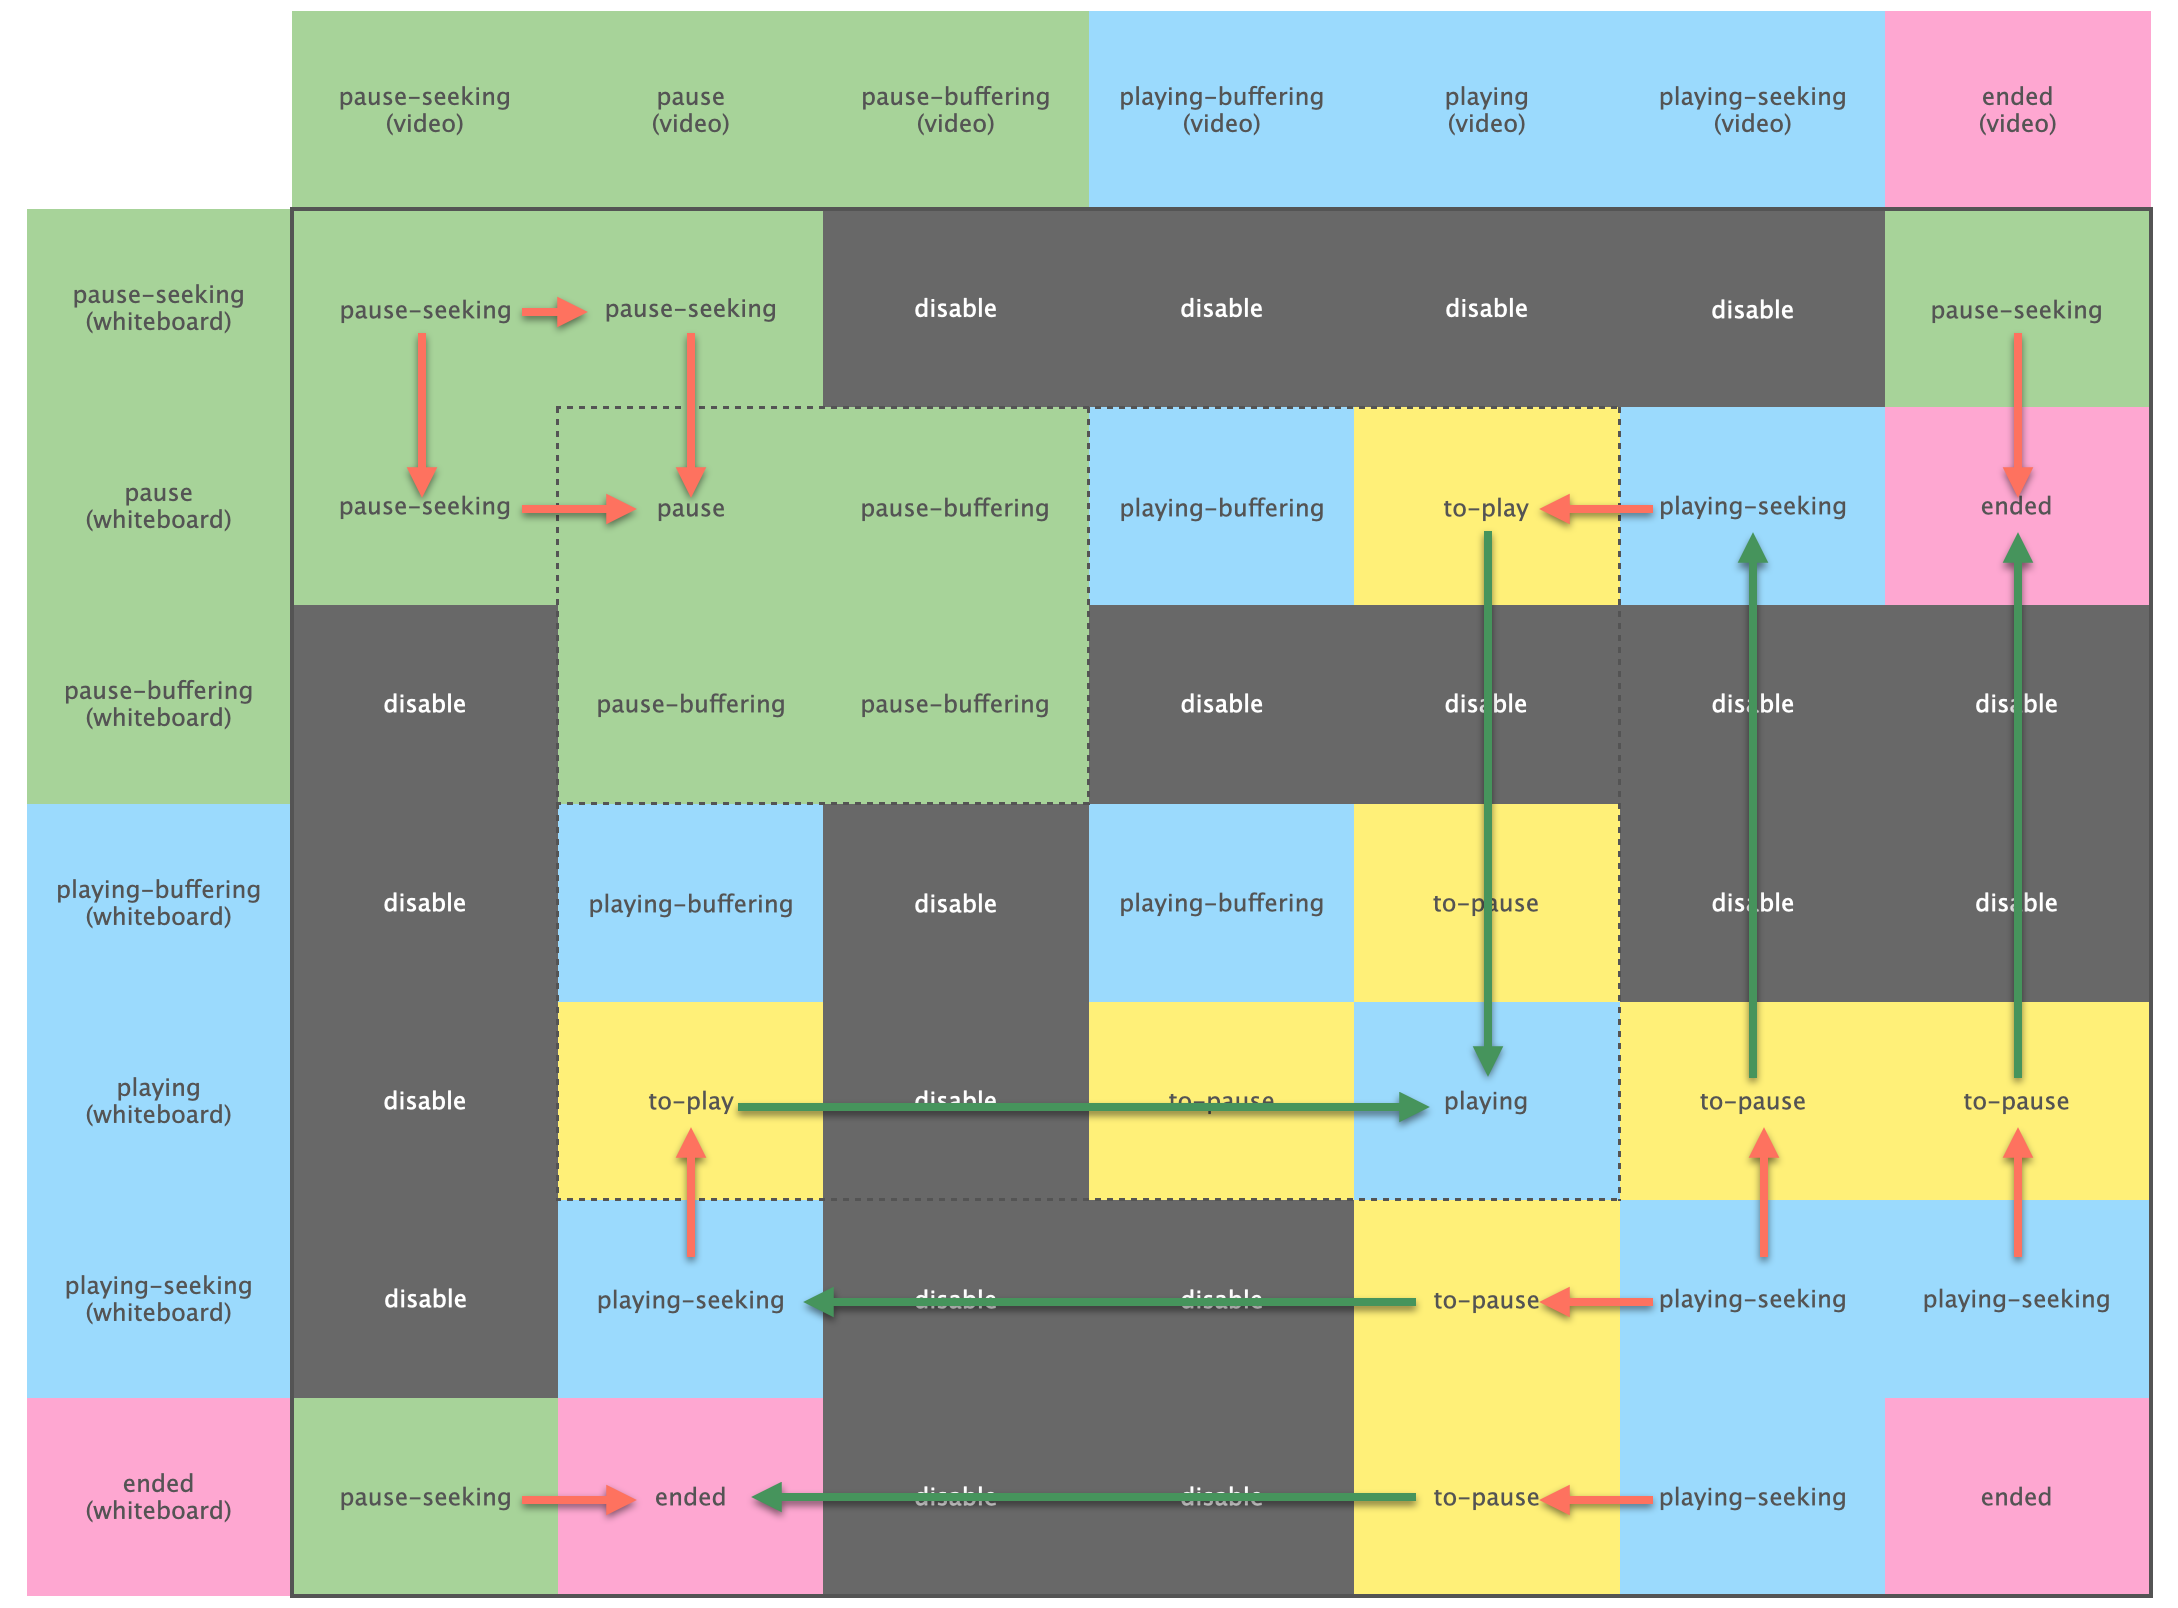 pause-seeking
(video)
pause
(video)
pause-buffering
(video)
playing-buffering
(video)
playing
(video)
playing-seeking
(video)
ended
(video)
pause-seeking
(whiteboard)
pause-seeking
pause-seeking
disable
disable
disable
disable
pause-seeking
pause
(whiteboard)
pause-seeking
pause
pause-buffering
playing-buffering
to-play
playing-seeking
ended
pause-buffering
(whiteboard)
disable
pause-buffering
pause-buffering
disable
disable
disable
disable
playing-buffering
(whiteboard)
disable
playing-buffering
disable
playing-buffering
to-pause
disable
disable
playing
(whiteboard)
disable
to-play
disable
to-pause
playing
to-pause
to-pause
playing-seeking
(whiteboard)
disable
playing-seeking
disable
disable
to-pause
playing-seeking
playing-seeking
ended
(whiteboard)
pause-seeking
ended
disable
disable
to-pause
playing-seeking
ended